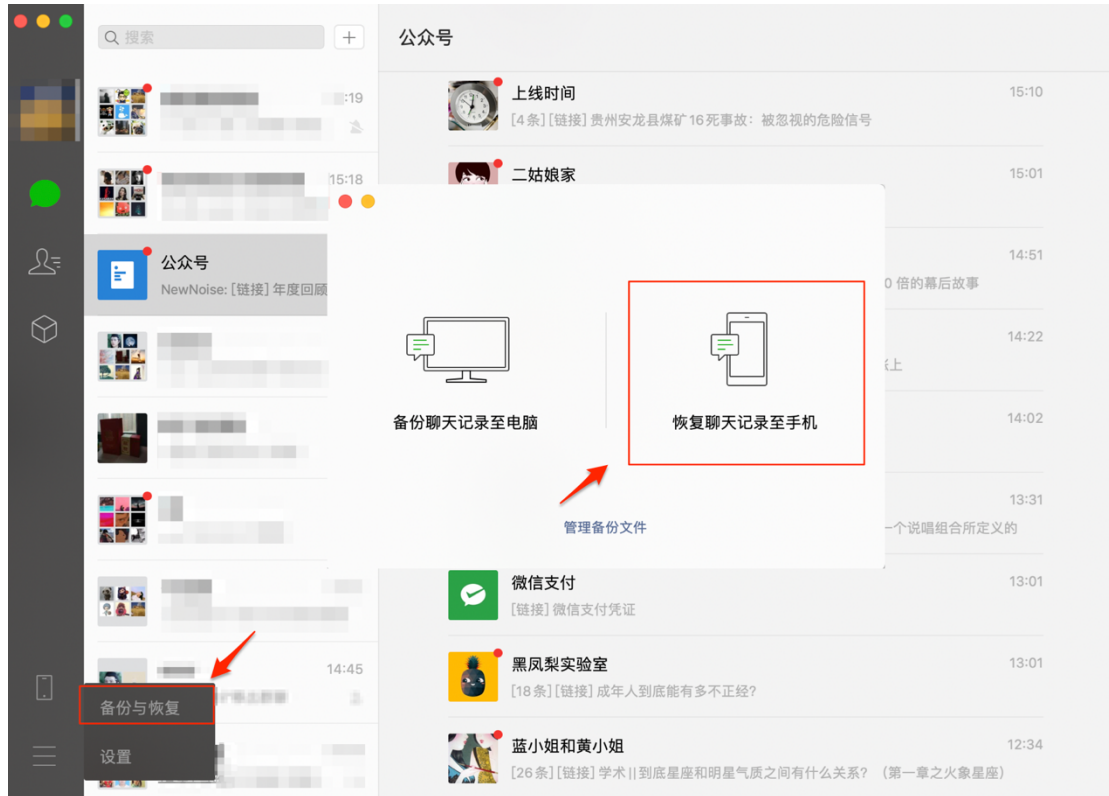 搜索
:19
15:18
公众号
NewNoise: [链接] 年度回顾
14:45
备份与恢复
设置
公众号
上线时间
15:10
[4条] [链接] 贵州安龙县煤矿16死事故：被忽视的危险信号
二姑娘家
15:01
14:51
0 倍的幕后故事
14:22
上
14:02
13:31
一个说唱组合所定义的
备份聊天记录至电脑
恢复聊天记录至手机
管理备份文件
微信支付
13:01
[链接] 微信支付凭证
黑凤梨实验室
13:01
[18条] [链接] 成年人到底能有多不正经?
蓝小姐和黄小姐
12:34
[26条] [链接] 学术||到底星座和明星气质之间有什么关系? （第一章之火象星座）